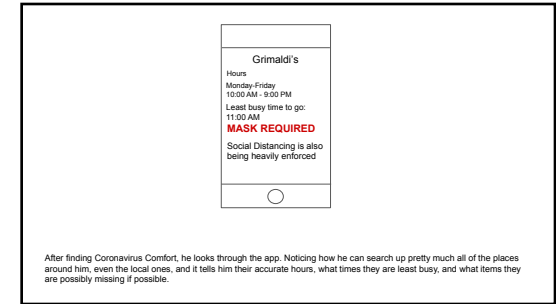 Grimaldi's
Hours
Monday-Friday
10:00 AM - 9:00 PM
Least busy time to go:
11:00 AM
MASK REQUIRED
Social Distancing is also
being heavily enforced
After finding Coronavirus Comfort, he looks through the app. Noticing how he can search up pretty much all of the places
around him, even the local ones, and it tells him their accurate hours, what times they are least busy, and what items they
are possibly missing if possible.